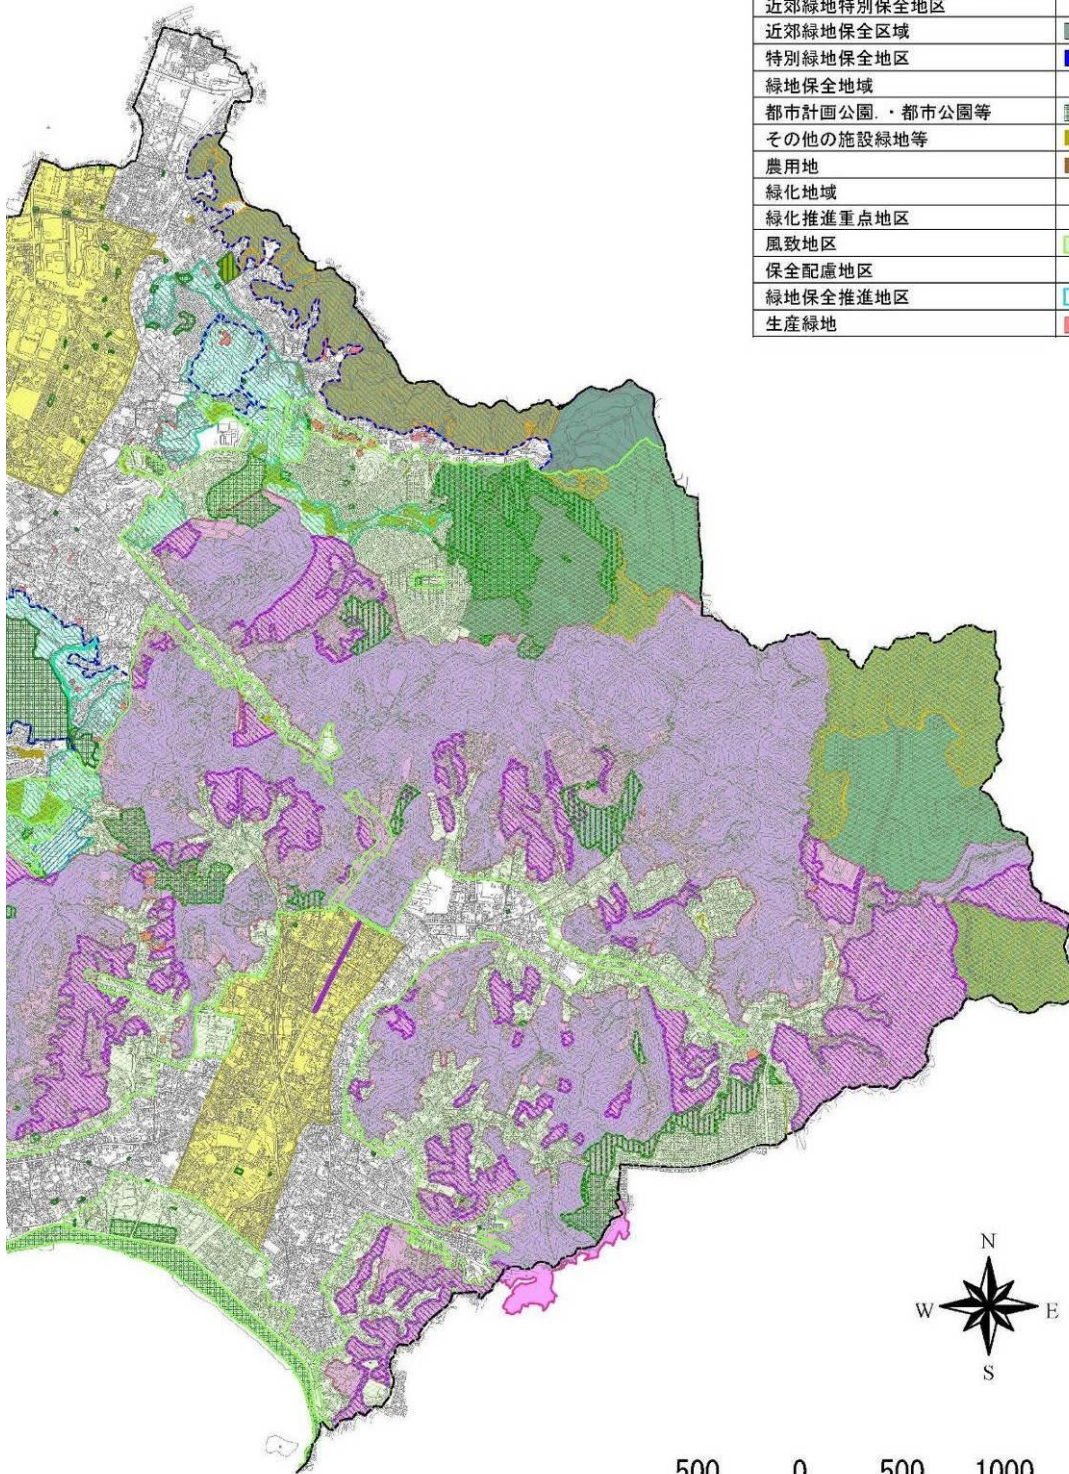 近郊緑地特別保全地区
近郊緑地保全区域
特別緑地保全地区
緑地保全地域
都市計画公園.・都市公園等
その他の施設緑地等
農用地
緑化地域
緑化推進重点地区
風致地区
保全配慮地区
緑地保全推進地区
生産緑地
N
W E
S
500 0 500 1000